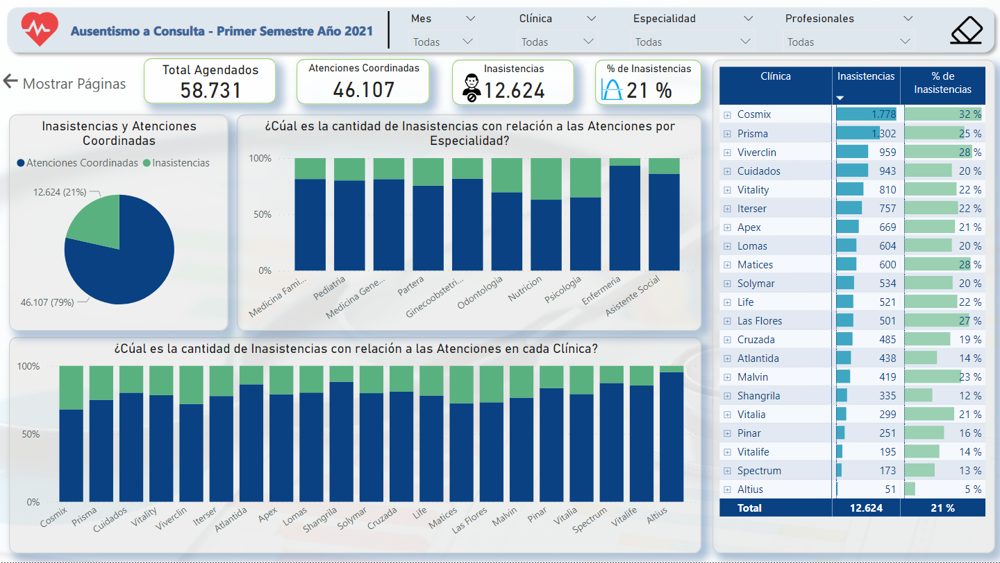 Ausentismo a Consulta - Primer Semestre Año 2021
Mes
Todas
Clínica
Todas
Especialidad
Todas
Profesionales
Todas
Mostrar Páginas
Total Agendados
58.731
Atenciones Coordinadas
46.107
Inasistencias
12.624
% de Inasistencias
21 %
Inasistencias y Atenciones
Coordinadas
Atenciones Coordinadas
Inasistencias
12.624 (21%)
46.107 (79%)
¿Cúal es la cantidad de Inasistencias con relación a las Atenciones por
Especialidad?
100%
50%
0%
Medicina Fami...
Pediatria
Medicina Gene...
Partera
Ginecoobstetri...
Odontologia
Nutricion
Psicologia
Enfermeria
Asistente Social
¿Cúal es la cantidad de Inasistencias con relación a las Atenciones en cada Clínica?
100%
50%
0%
Cosmix
Prisma
Cuidados
Vitality
Viverclin
Iterser
Atlantida
Apex
Lomas
Shangrila
Solymar
Cruzada
Life
Matices
Las Flores
Malvin
Pinar
Vitalia
Spectrum
Vitalife
Altius
Clínica Inasistencias % de
Inasistencias
Cosmix 1.778 32 %
Prisma 1.302 25 %
Viverclin 959 28 %
Cuidados 943 20 %
Vitality 810 22 %
Iterser 757 22 %
Apex 669 21 %
Lomas 604 20 %
Matices 600 28 %
Solymar 534 20 %
Life 521 22 %
Las Flores 501 27 %
Cruzada 485 19 %
Atlantida 438 14 %
Malvin 419 23 %
Shangrila 335 12 %
Vitalia 299 21 %
Pinar 251 16 %
Vitalife 195 14 %
Spectrum 173 13 %
Altius 51 5 %
Total 12.624 21 %